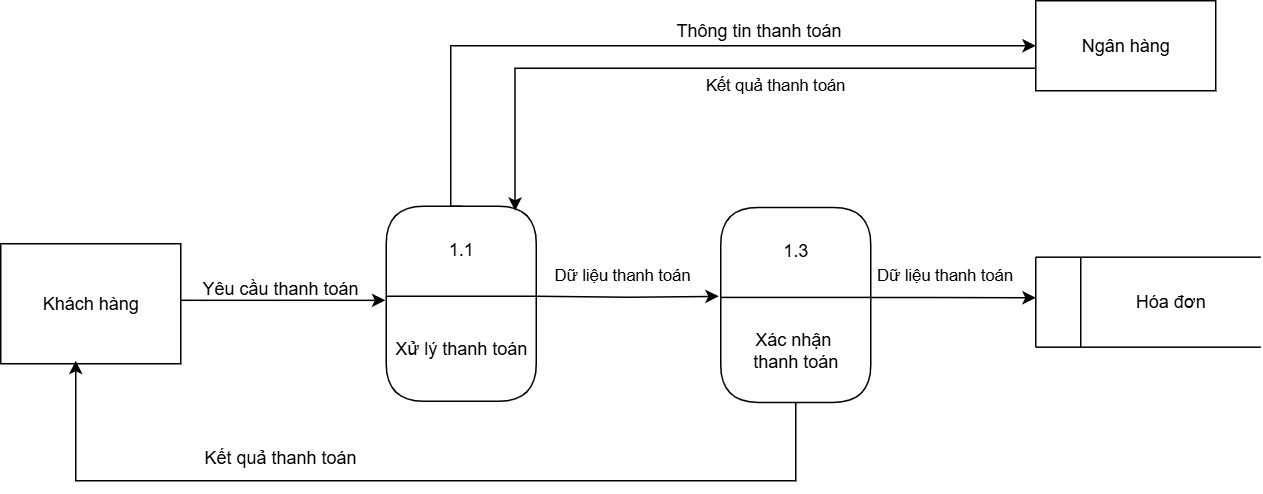 Thông tin thanh toán
Ngân hàng
Kết quả thanh toán
1.1
1.3
Dữ liệu thanh toán
Dữ liệu thanh toán
Khách hàng
Yêu cầu thanh toán
Hóa đơn
Xử lý thanh toán
Xác nhận
thanh toán
Kết quả thanh toán